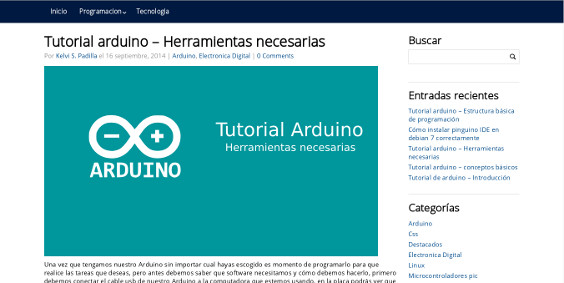 Inicio Programacion Tecnologia
Tutorial arduino – Herramientas necesarias
Por Kelvi S. Padilla el 16 septiembre, 2014 | Arduino, Electronica Digital | 0 Comments
Tutorial Arduino
Herramientas necesarias
ARDUINO
Una vez que tengamos nuestro Arduino sin importar cual hayas escogido es momento de programarlo para que
realice las tareas que deseas, pero antes debemos saber que software necesitamos y cómo debemos hacerlo, primero
debemos conectar el cable usb de nuestro Arduino a la computadora que estemos usando, en la placa podrás ver que
Buscar
Entradas recientes
Tutorial arduino – Estructura básica
de programación
Cómo instalar pinguino IDE en
debian 7 correctamente
Tutorial arduino – Herramientas
necesarias
Tutorial arduino – conceptos básicos
Tutorial de arduino – Introducción
Categorías
Arduino
Css
Destacados
Electronica Digital
Linux
Microcontroladores pic